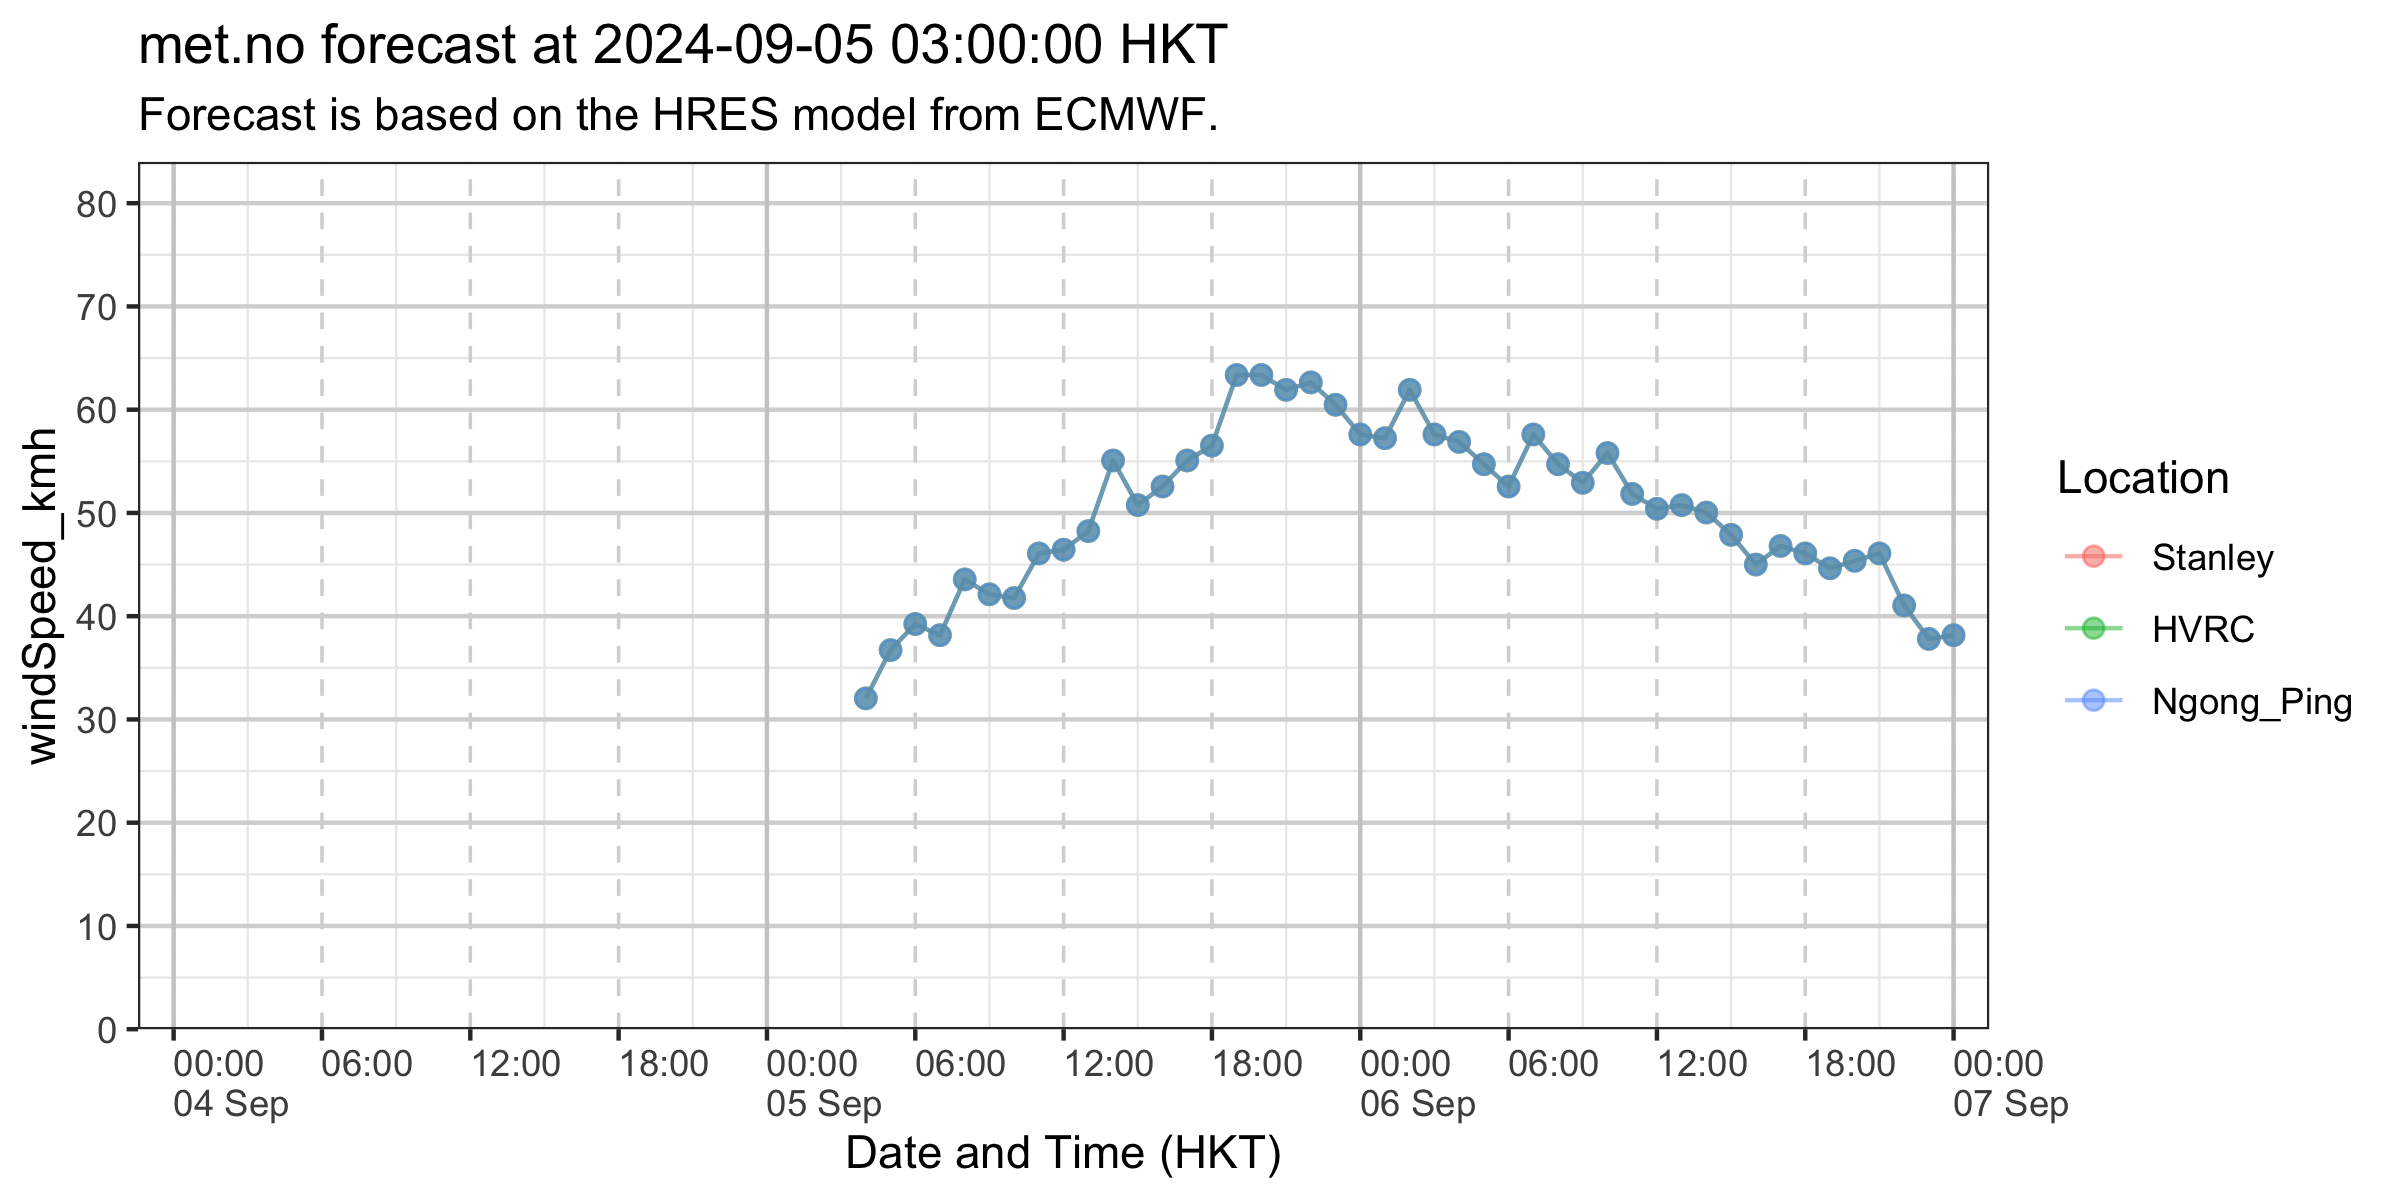 met.no forecast at 2024-09-05 03:00:00 HKT
Forecast is based on the HRES model from ECMWF.
windSpeed_kmh
80
70
60
50
40
30
20
10
0
00:00 06:00 12:00 18:00 00:00 06:00 12:00 18:00 00:00 06:00 12:00 18:00 00:00
04 Sep 05 Sep 06 Sep 07 Sep
Date and Time (HKT)
Location
Stanley
HVRC
Ngong_Ping